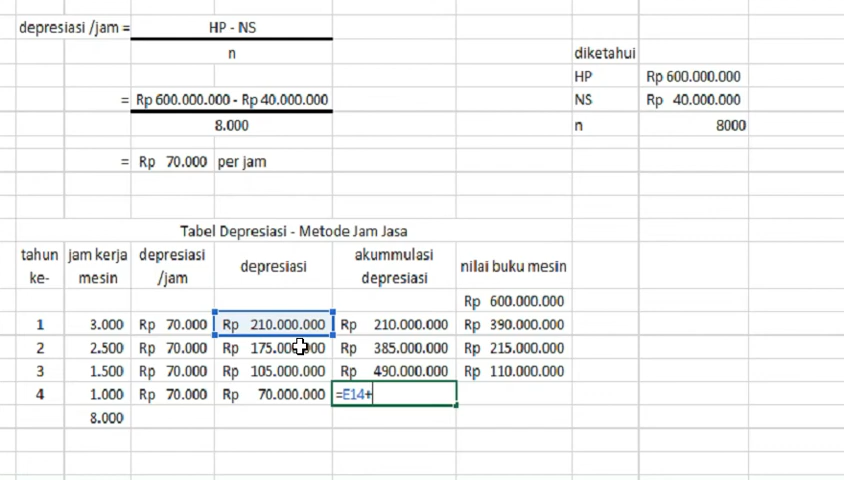 depresiasi /jam = HP - NS
n
diketahui
HP Rp 600.000.000
= Rp 600.000.000 - Rp 40.000.000 NS Rp 40.000.000
8.000 n 8000
= Rp 70.000 per jam
Tabel Depresiasi - Metode Jam Jasa
tahun ke- jam kerja mesin depresiasi /jam depresiasi akummulasi depresiasi nilai buku mesin
Rp 600.000.000
1 3.000 Rp 70.000 Rp 210.000.000 Rp 210.000.000 Rp 390.000.000
2 2.500 Rp 70.000 Rp 175.000.000 Rp 385.000.000 Rp 215.000.000
3 1.500 Rp 70.000 Rp 105.000.000 Rp 490.000.000 Rp 110.000.000
4 1.000 Rp 70.000 Rp 70.000.000 =E14+
8.000